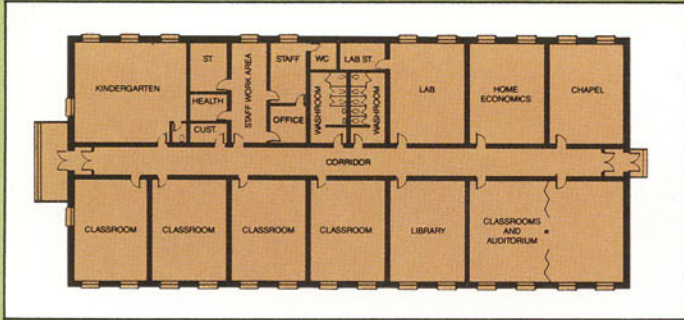 KINDERGARTEN
ST.
HEALTH
CUST.
STAFF WORK AREA
STAFF
OFFICE
WC
LAB ST.
WASHROOM
WASHROOM
LAB
HOME
ECONOMICS
CHAPEL
CORRIDOR
CLASSROOM
CLASSROOM
CLASSROOM
CLASSROOM
LIBRARY
CLASSROOMS
AND
AUDITORIUM